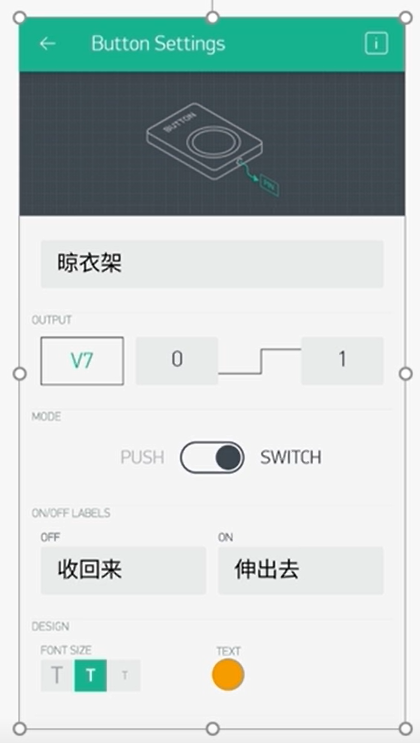 ← Button Settings i
BUTTON
PIN
晾衣架
OUTPUT
V7 0 1
MODE
PUSH SWITCH
ON/OFF LABELS
OFF ON
收回来 伸出去
DESIGN
FONT SIZE TEXT
T T T